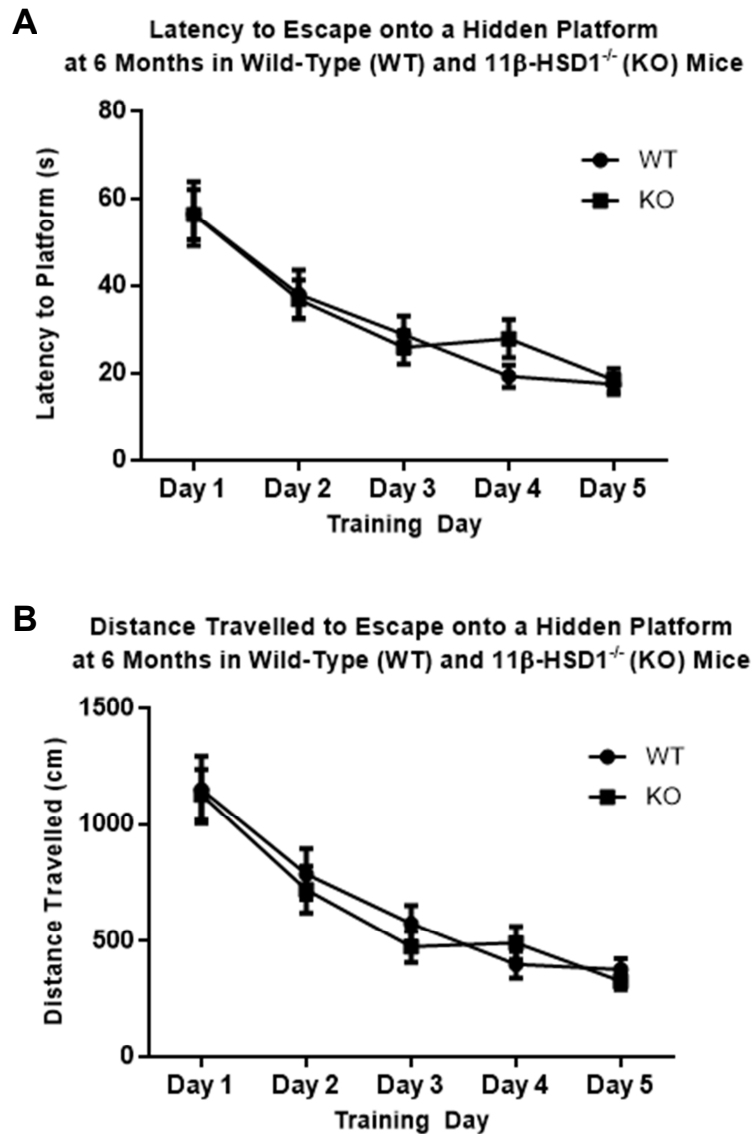 A
Latency to Escape onto a Hidden Platform
at 6 Months in Wild-Type (WT) and 11β-HSD1-/- (KO) Mice
80
60
40
20
0
Latency to Platform (s)
WT
KO
Day 1 Day 2 Day 3 Day 4 Day 5
Training Day
B
Distance Travelled to Escape onto a Hidden Platform
at 6 Months in Wild-Type (WT) and 11β-HSD1-/- (KO) Mice
1500
1000
500
0
Distance Travelled (cm)
WT
KO
Day 1 Day 2 Day 3 Day 4 Day 5
Training Day